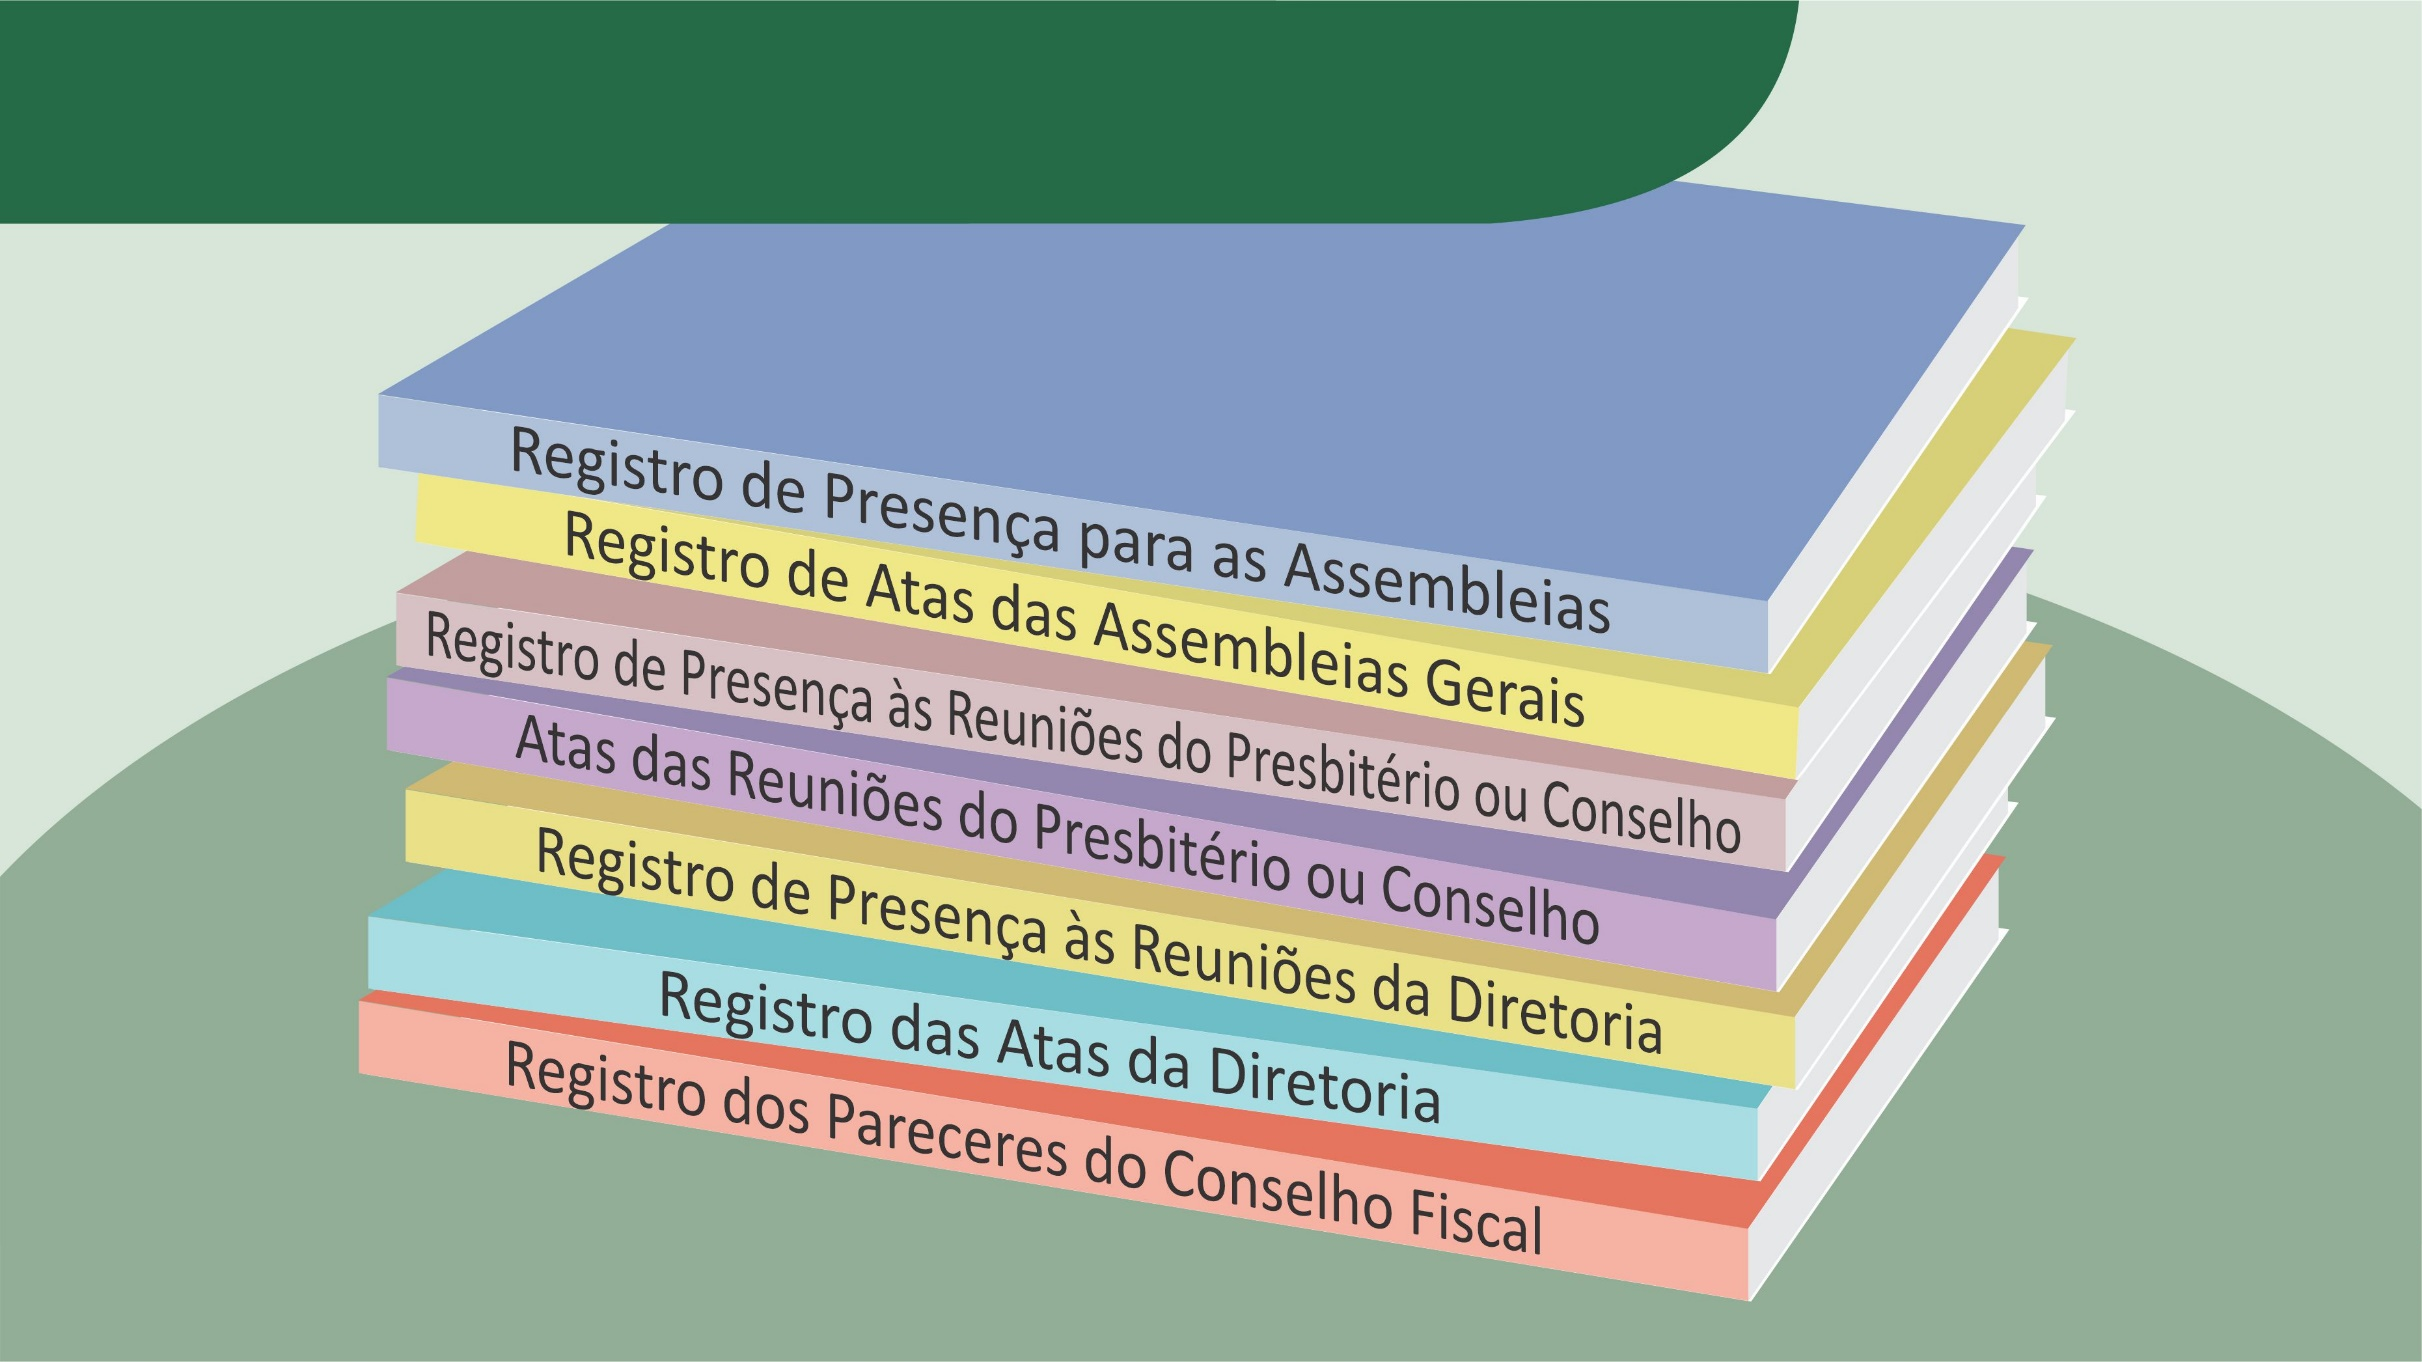 Registro de Presença para as Assembleias
Registro de Atas das Assembleias Gerais
Registro de Presença às Reuniões do Presbitério ou Conselho
Atas das Reuniões do Presbitério ou Conselho
Registro de Presença às Reuniões da Diretoria
Registro das Atas da Diretoria
Registro dos Pareceres do Conselho Fiscal